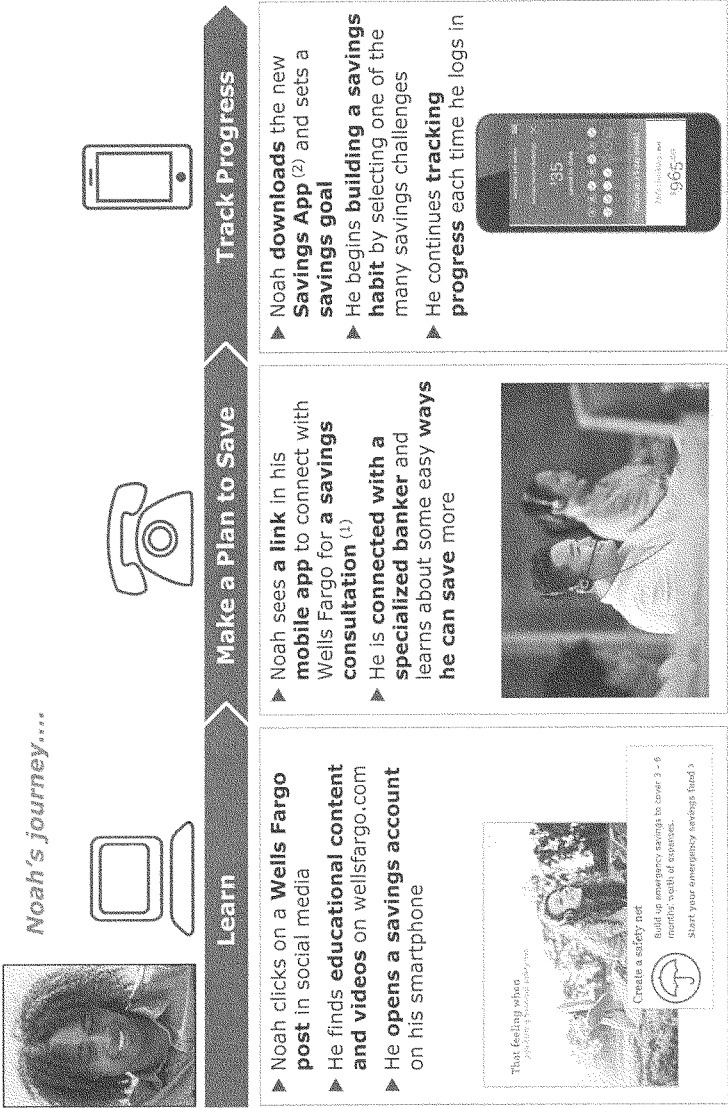 Noah's journey....
Learn
Make a Plan to Save
Track Progress
Noah clicks on a Wells Fargo
post in social media
He finds educational content
and videos on wellsfargo.com
He opens a savings account
on his smartphone
That feeling when
Create a safety net
Build up emergency savings to cover 3 - 6
months' worth of expenses.
Start your emergency savings fund >
Noah sees a link in his
mobile app to connect with
Wells Fargo for a savings
consultation (1)
He is connected with a
specialized banker and
learns about some easy ways
he can save more
Noah downloads the new
Savings App (2) and sets a
savings goal
He begins building a savings
habit by selecting one of the
many savings challenges
He continues tracking
progress each time he logs in
$35
$965